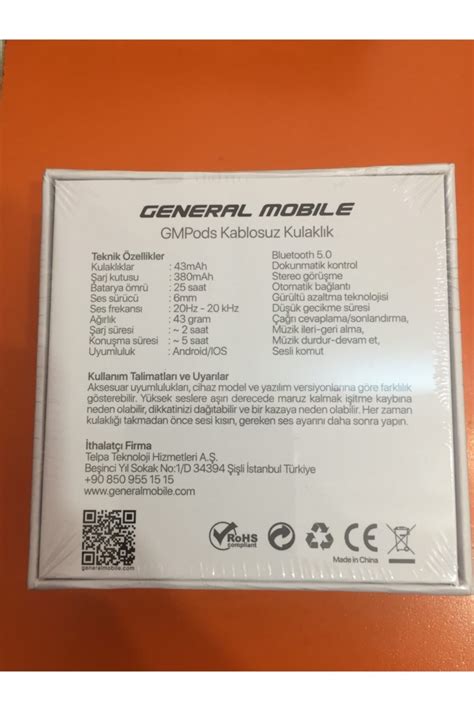 GENERAL MOBILE
GMPods Kablosuz Kulaklık
Teknik Özellikler
Kulaklıklar : 43mAh
Şarj kutusu : 380mAh
Batarya ömrü : 25 saat
Ses sürücü : 6mm
Ses frekansı : 20Hz - 20 kHz
Ağırlık : 43 gram
Şarj süresi : ~ 2 saat
Konuşma süresi : ~ 5 saat
Uyumluluk : Android/IOS
Bluetooth 5.0
Dokunmatik kontrol
Stereo görüşme
Otomatik bağlantı
Gürültü azaltma teknolojisi
Düşük gecikme süresi
Çağrı cevaplama/sonlandırma,
Müzik ileri-geri alma,
Müzik durdur-devam et,
Sesli komut
Kullanım Talimatları ve Uyarılar
Aksesuar uyumlulukları, cihaz model ve yazılım versiyonlarına göre farklılık
gösterebilir. Yüksek seslere aşırı derecede maruz kalmak işitme kaybına
neden olabilir, dikkatinizi dağıtabilir ve bir kazaya neden olabilir. Her zaman
kulaklığı takmadan önce sesi kısın, gereken ses ayarını daha sonra yapın.
İthalatçı Firma
Telpa Teknoloji Hizmetleri A.Ş.
Beşinci Yıl Sokak No:1/D 34394 Şişli İstanbul Türkiye
+90 850 955 15 15
www.generalmobile.com
generalmobile.com
RoHS
compliant
CE
Made in China